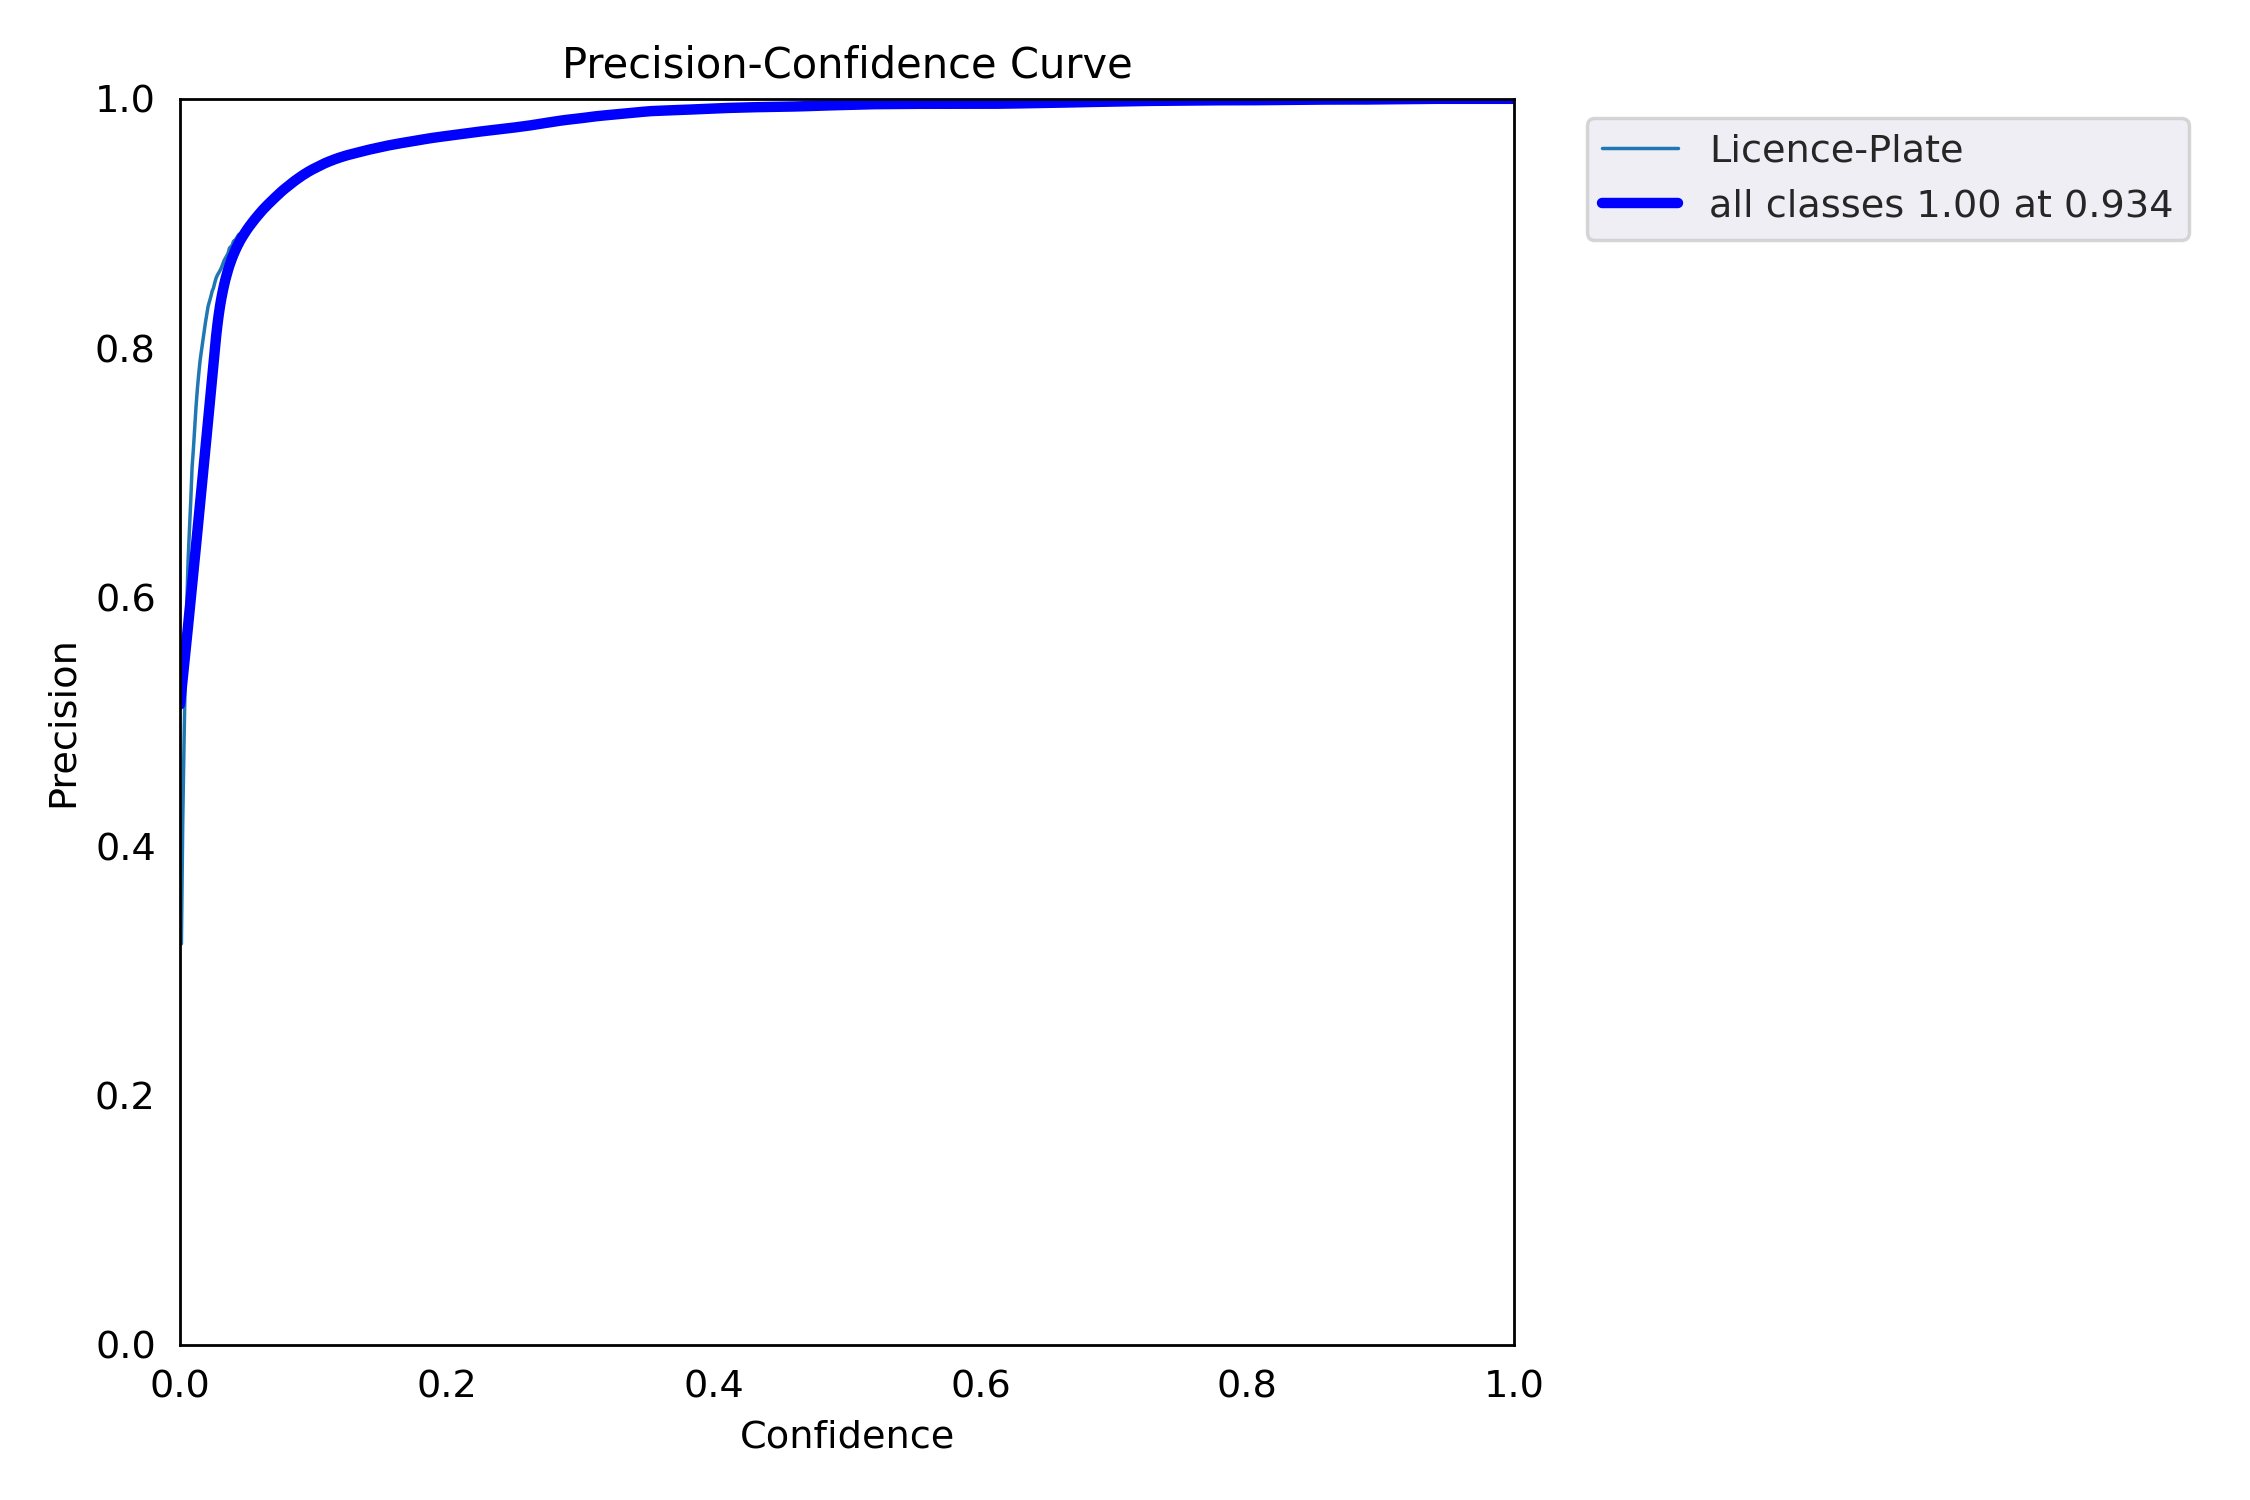 Precision-Confidence Curve
1.0
0.8
0.6
0.4
0.2
0.0
Precision
0.0 0.2 0.4 0.6 0.8 1.0
Confidence
Licence-Plate
all classes 1.00 at 0.934